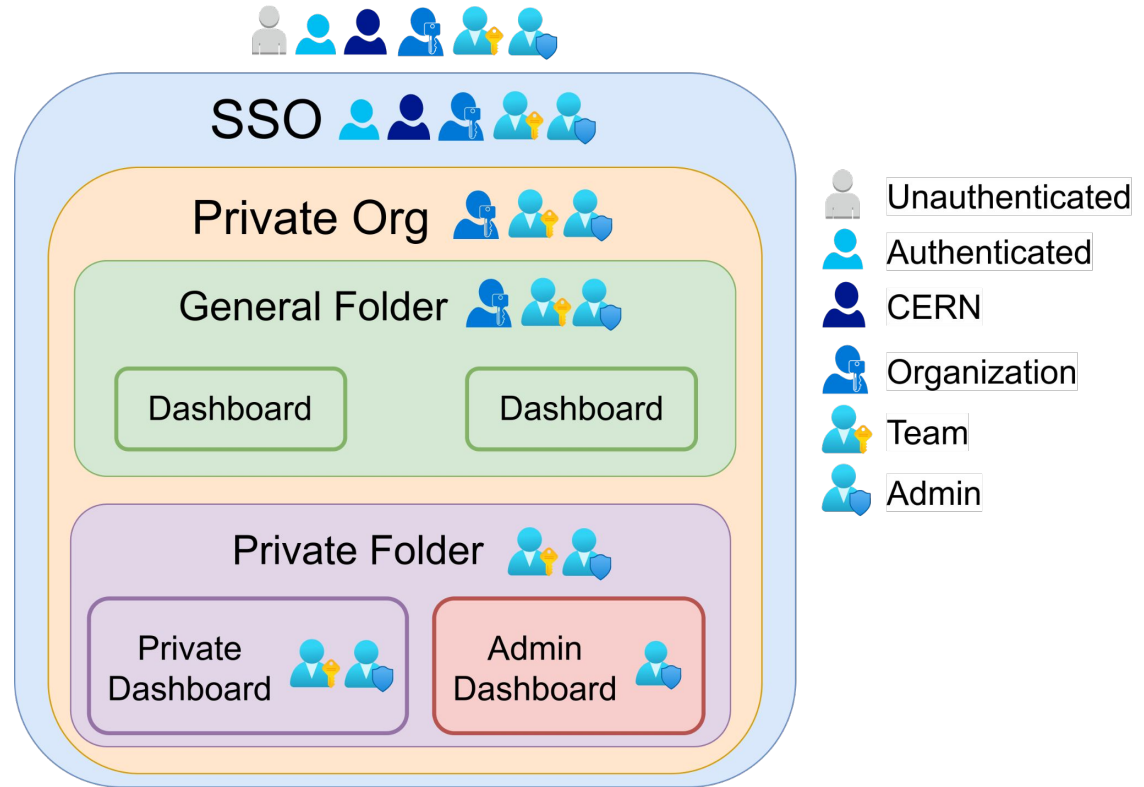 SSO
Private Org
General Folder
Dashboard
Dashboard
Private Folder
Private
Dashboard
Admin
Dashboard
Unauthenticated
Authenticated
CERN
Organization
Team
Admin